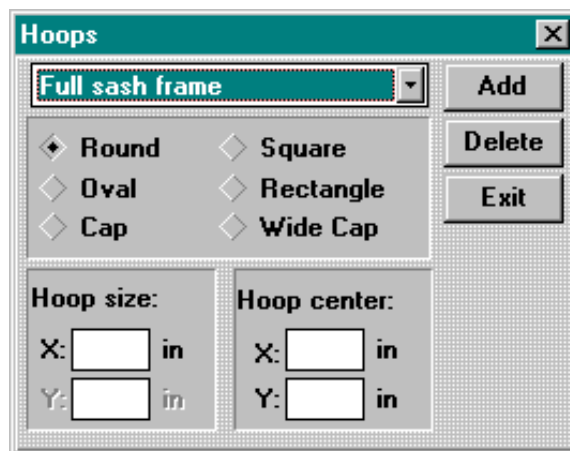 Hoops
Full sash frame
Add
Round Square
Delete
Oval Rectangle
Exit
Cap Wide Cap
Hoop size: Hoop center:
X: in X: in
Y: in Y: in